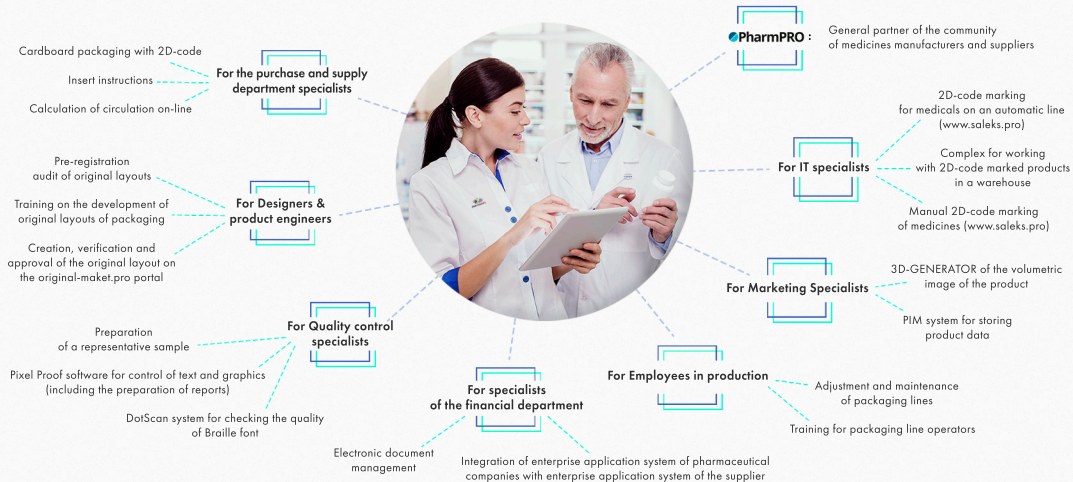 Cardboard packaging with 2D-code
Insert instructions
Calculation of circulation on-line
For the purchase and supply
department specialists
Pre-registration
audit of original layouts
Training on the development of
original layouts of packaging
Creation, verification and
approval of the original layout on
the original-maket.pro portal
For Designers &
product engineers
Preparation
of a representative sample
Pixel Proof software for control of text and graphics
(including the preparation of reports)
DotScan system for checking the quality
of Braille font
For Quality control
specialists
For specialists
of the financial department
Electronic document
management
Integration of enterprise application system of pharmaceutical
companies with enterprise application system of the supplier
PharmPRO :
General partner of the community
of medicines manufacturers and suppliers
For IT specialists
2D-code marking
for medicals on an automatic line
(www.saleks.pro)
Complex for working
with 2D-code marked products
in a warehouse
Manual 2D-code marking
of medicines (www.saleks.pro)
For Marketing Specialists
3D-GENERATOR of the volumetric
image of the product
PIM system for storing
product data
For Employees in production
Adjustment and maintenance
of packaging lines
Training for packaging line operators